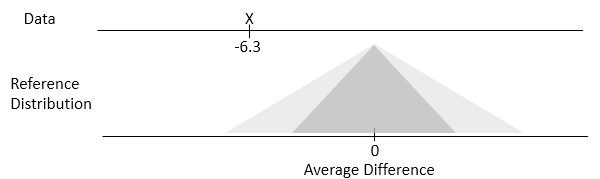 Data
X
-6.3
Reference
Distribution
0
Average Difference